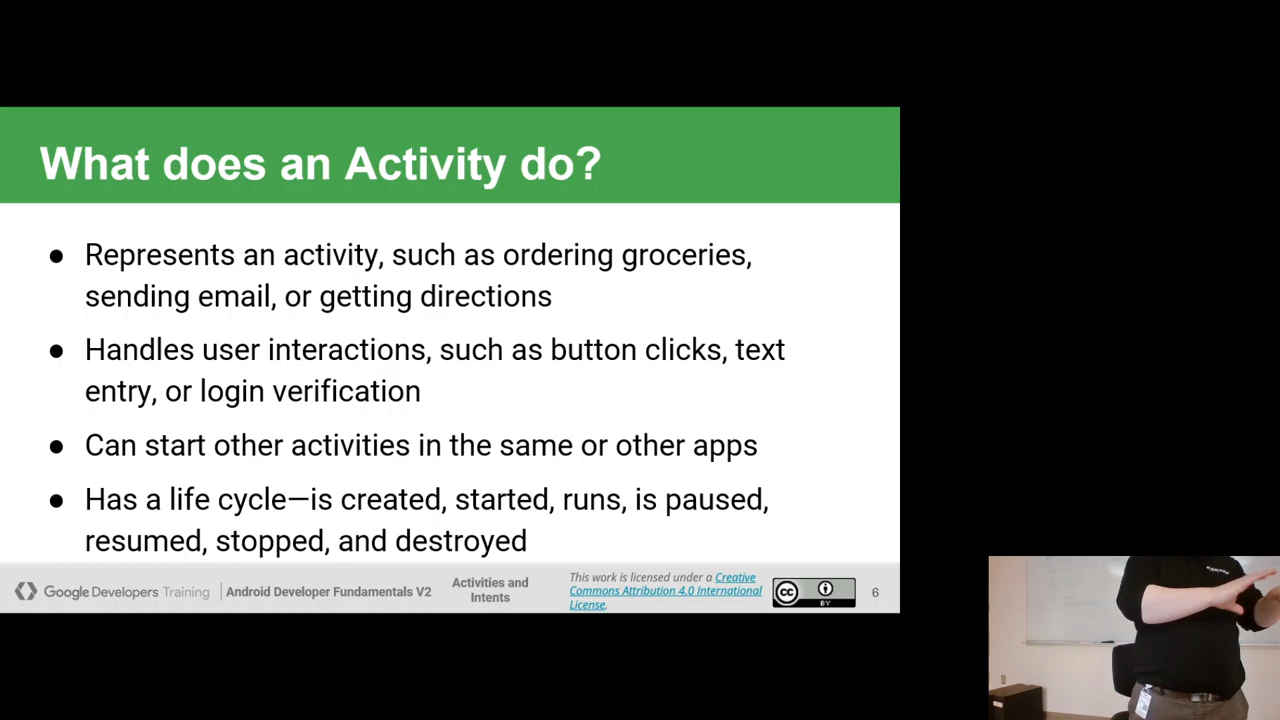 What does an Activity do?
● Represents an activity, such as ordering groceries,
sending email, or getting directions
● Handles user interactions, such as button clicks, text
entry, or login verification
● Can start other activities in the same or other apps
● Has a life cycle—is created, started, runs, is paused,
resumed, stopped, and destroyed
Google Developers Training
Android Developer Fundamentals V2
Activities and
Intents
This work is licensed under a Creative
Commons Attribution 4.0 International
License.
cc
BY
6